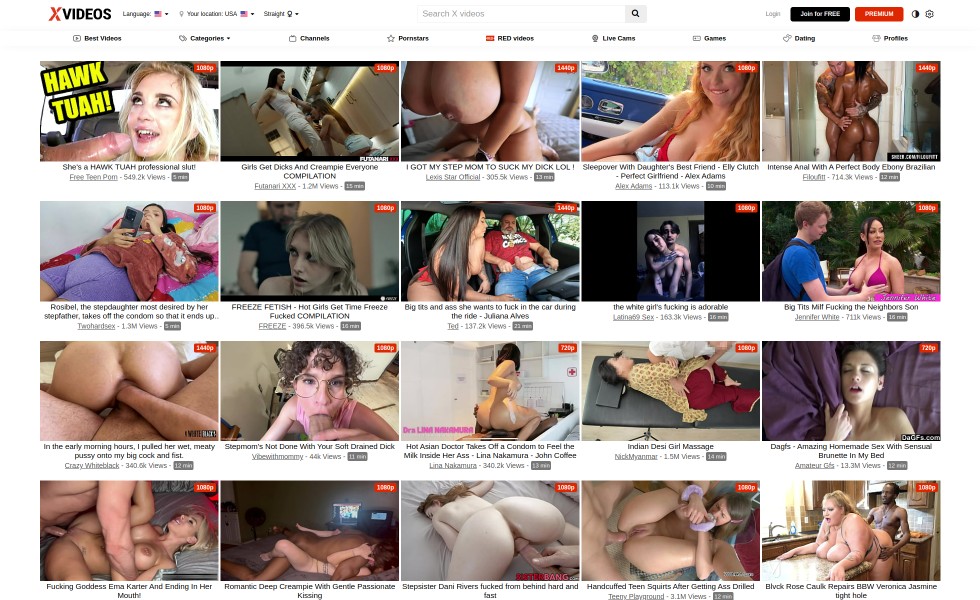 XVIDEOS
Language:
Your location: USA
Straight
Search X videos
Login
Join for FREE
PREMIUM
Best Videos
Categories
Channels
Pornstars
RED videos
Live Cams
Games
Dating
Profiles
HAWK
TUAH!
1080p
She's a HAWK TUAH professional slut!
Free Teen Porn - 549.2k Views - 5 min
1080p
FUTANARI
Girls Get Dicks And Creampie Everyone
COMPILATION
Futanari XXX - 1.2M Views - 15 min
1440p
I GOT MY STEP MOM TO SUCK MY DICK LOL !
Lexis Star Official - 305.5k Views - 13 min
1080p
Sleepover With Daughter's Best Friend - Elly Clutch
- Perfect Girlfriend - Alex Adams
Alex Adams - 113.1k Views - 10 min
1440p
SHEER.COM/FILOUFITT
Intense Anal With A Perfect Body Ebony Brazilian
Filoufitt - 714.3k Views - 12 min
1080p
Rosibel, the stepdaughter most desired by her
stepfather, takes off the condom so that it ends up...
Twohardsex - 1.3M Views - 5 min
1080p
FREEZE FETISH - Hot Girls Get Time Freeze
Fucked COMPILATION
FREEZE - 396.5k Views - 16 min
1440p
Big tits and ass she wants to fuck in the car during
the ride - Juliana Alves
Ted - 137.2k Views - 21 min
1080p
the white girl's fucking is adorable
Latina69 Sex - 163.3k Views - 16 min
1080p
Jennifer White
Big Tits Milf Fucking the Neighbors Son
Jennifer White - 711k Views - 16 min
1440p
In the early morning hours, I pulled her wet, meaty
pussy onto my big cock and fist.
Crazy Whiteblack - 340.6k Views - 12 min
1080p
Stepmom's Not Done With Your Soft Drained Dick
Vibewithmommy - 44k Views - 11 min
720p
Dra LINA NAKAMURA
Hot Asian Doctor Takes Off a Condom to Feel the
Milk Inside Her Ass - Lina Nakamura - John Coffee
Lina Nakamura - 340.2k Views - 13 min
1080p
Indian Desi Girl Massage
NickMyanmar - 1.5M Views - 14 min
720p
DaGFs.com
Dagfs - Amazing Homemade Sex With Sensual
Brunette In My Bed
Amateur Gfs - 13.3M Views - 12 min
1080p
Fucking Goddess Ema Karter And Ending In Her
Mouth!
1080p
Romantic Deep Creampie With Gentle Passionate
Kissing
1080p
Stepsister Dani Rivers fucked from behind hard and
fast
1080p
Handcuffed Teen Squirts After Getting Ass Drilled
Teeny Playground - 3.1M Views - 12 min
1080p
Blvck Rose Caulk Repairs BBW Veronica Jasmine
tight hole